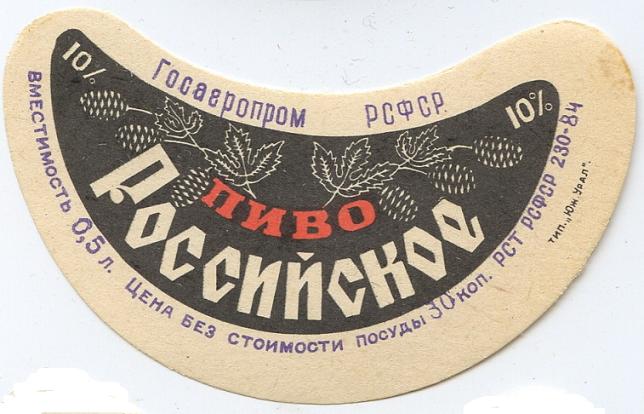 Госагропром РСФСР.
10% 10%
ПИВО
Российское
Вместимость 0,5 л. Цена без стоимости посуды 30 коп. РСТ РСФСР 230-84
тип. „Юж. Урал".